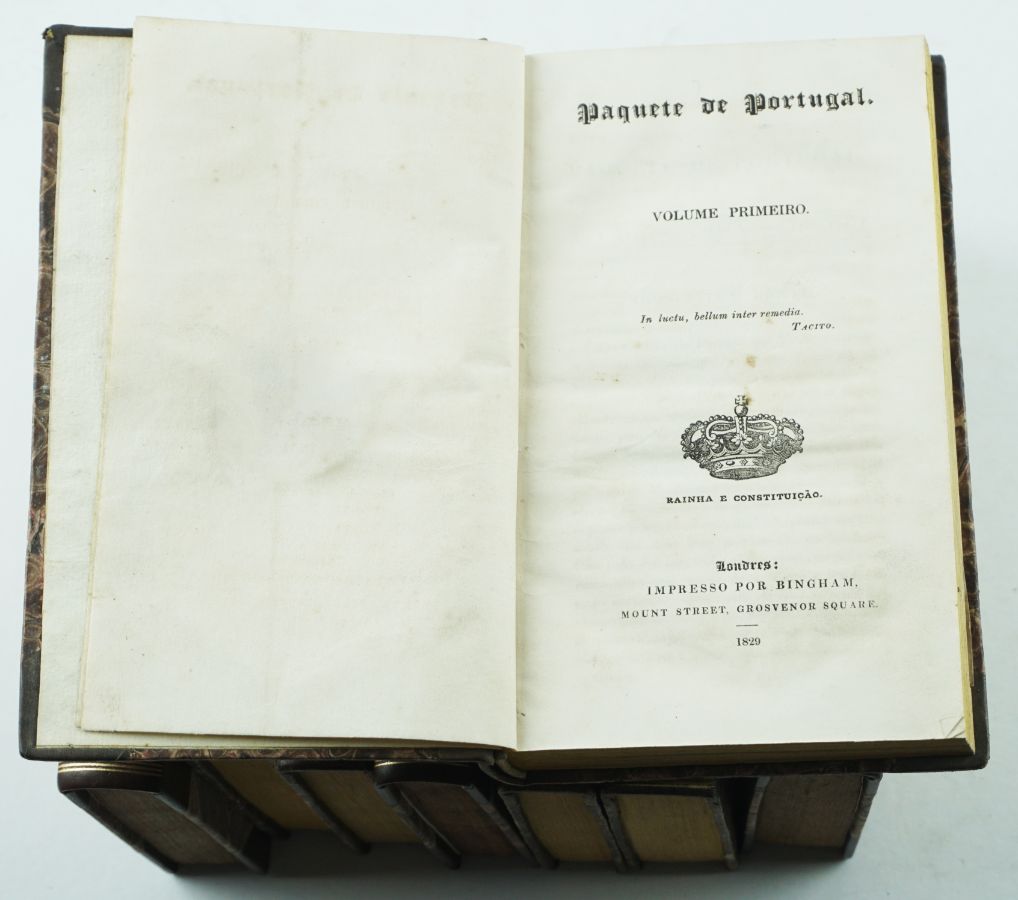 Paquete de Portugal.
VOLUME PRIMEIRO.
In luctu, bellum inter remedia.
TACITO.
RAINHA E CONSTITUIÇÃO.
Londres:
IMPRESSO POR BINGHAM,
MOUNT STREET, GROSVENOR SQUARE.
1829